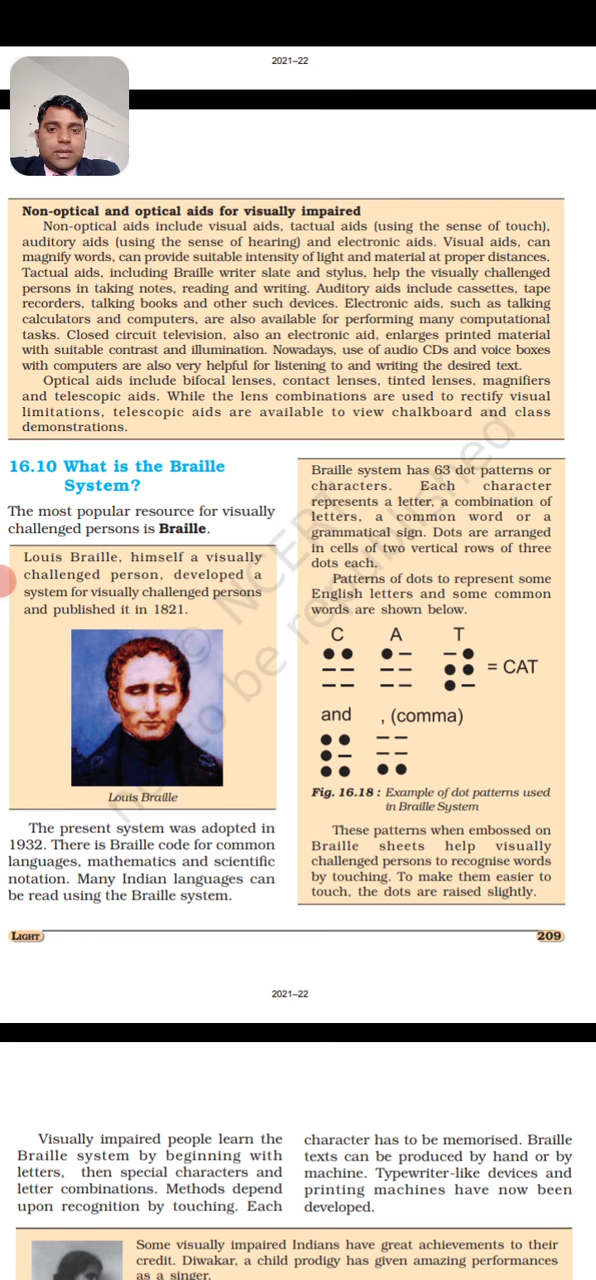 2021–22
Non-optical and optical aids for visually impaired
Non-optical aids include visual aids, tactual aids (using the sense of touch),
auditory aids (using the sense of hearing) and electronic aids. Visual aids, can
magnify words, can provide suitable intensity of light and material at proper distances.
Tactual aids, including Braille writer slate and stylus, help the visually challenged
persons in taking notes, reading and writing. Auditory aids include cassettes, tape
recorders, talking books and other such devices. Electronic aids, such as talking
calculators and computers, are also available for performing many computational
tasks. Closed circuit television, also an electronic aid, enlarges printed material
with suitable contrast and illumination. Nowadays, use of audio CDs and voice boxes
with computers are also very helpful for listening to and writing the desired text.
Optical aids include bifocal lenses, contact lenses, tinted lenses, magnifiers
and telescopic aids. While the lens combinations are used to rectify visual
limitations, telescopic aids are available to view chalkboard and class
demonstrations.
16.10 What is the Braille
System?
The most popular resource for visually
challenged persons is Braille.
Louis Braille, himself a visually
challenged person, developed a
system for visually challenged persons
and published it in 1821.
Louis Braille
The present system was adopted in
1932. There is Braille code for common
languages, mathematics and scientific
notation. Many Indian languages can
be read using the Braille system.
Braille system has 63 dot patterns or
characters. Each character
represents a letter, a combination of
letters, a common word or a
grammatical sign. Dots are arranged
in cells of two vertical rows of three
dots each.
Patterns of dots to represent some
English letters and some common
words are shown below.
C A T
= CAT
and , (comma)
Fig. 16.18 : Example of dot patterns used
in Braille System
These patterns when embossed on
Braille sheets help visually
challenged persons to recognise words
by touching. To make them easier to
touch, the dots are raised slightly.
© NCERT
not to be republished
LIGHT
209
2021–22
Visually impaired people learn the
Braille system by beginning with
letters, then special characters and
letter combinations. Methods depend
upon recognition by touching. Each
character has to be memorised. Braille
texts can be produced by hand or by
machine. Typewriter-like devices and
printing machines have now been
developed.
Some visually impaired Indians have great achievements to their
credit. Diwakar, a child prodigy has given amazing performances
as a singer.